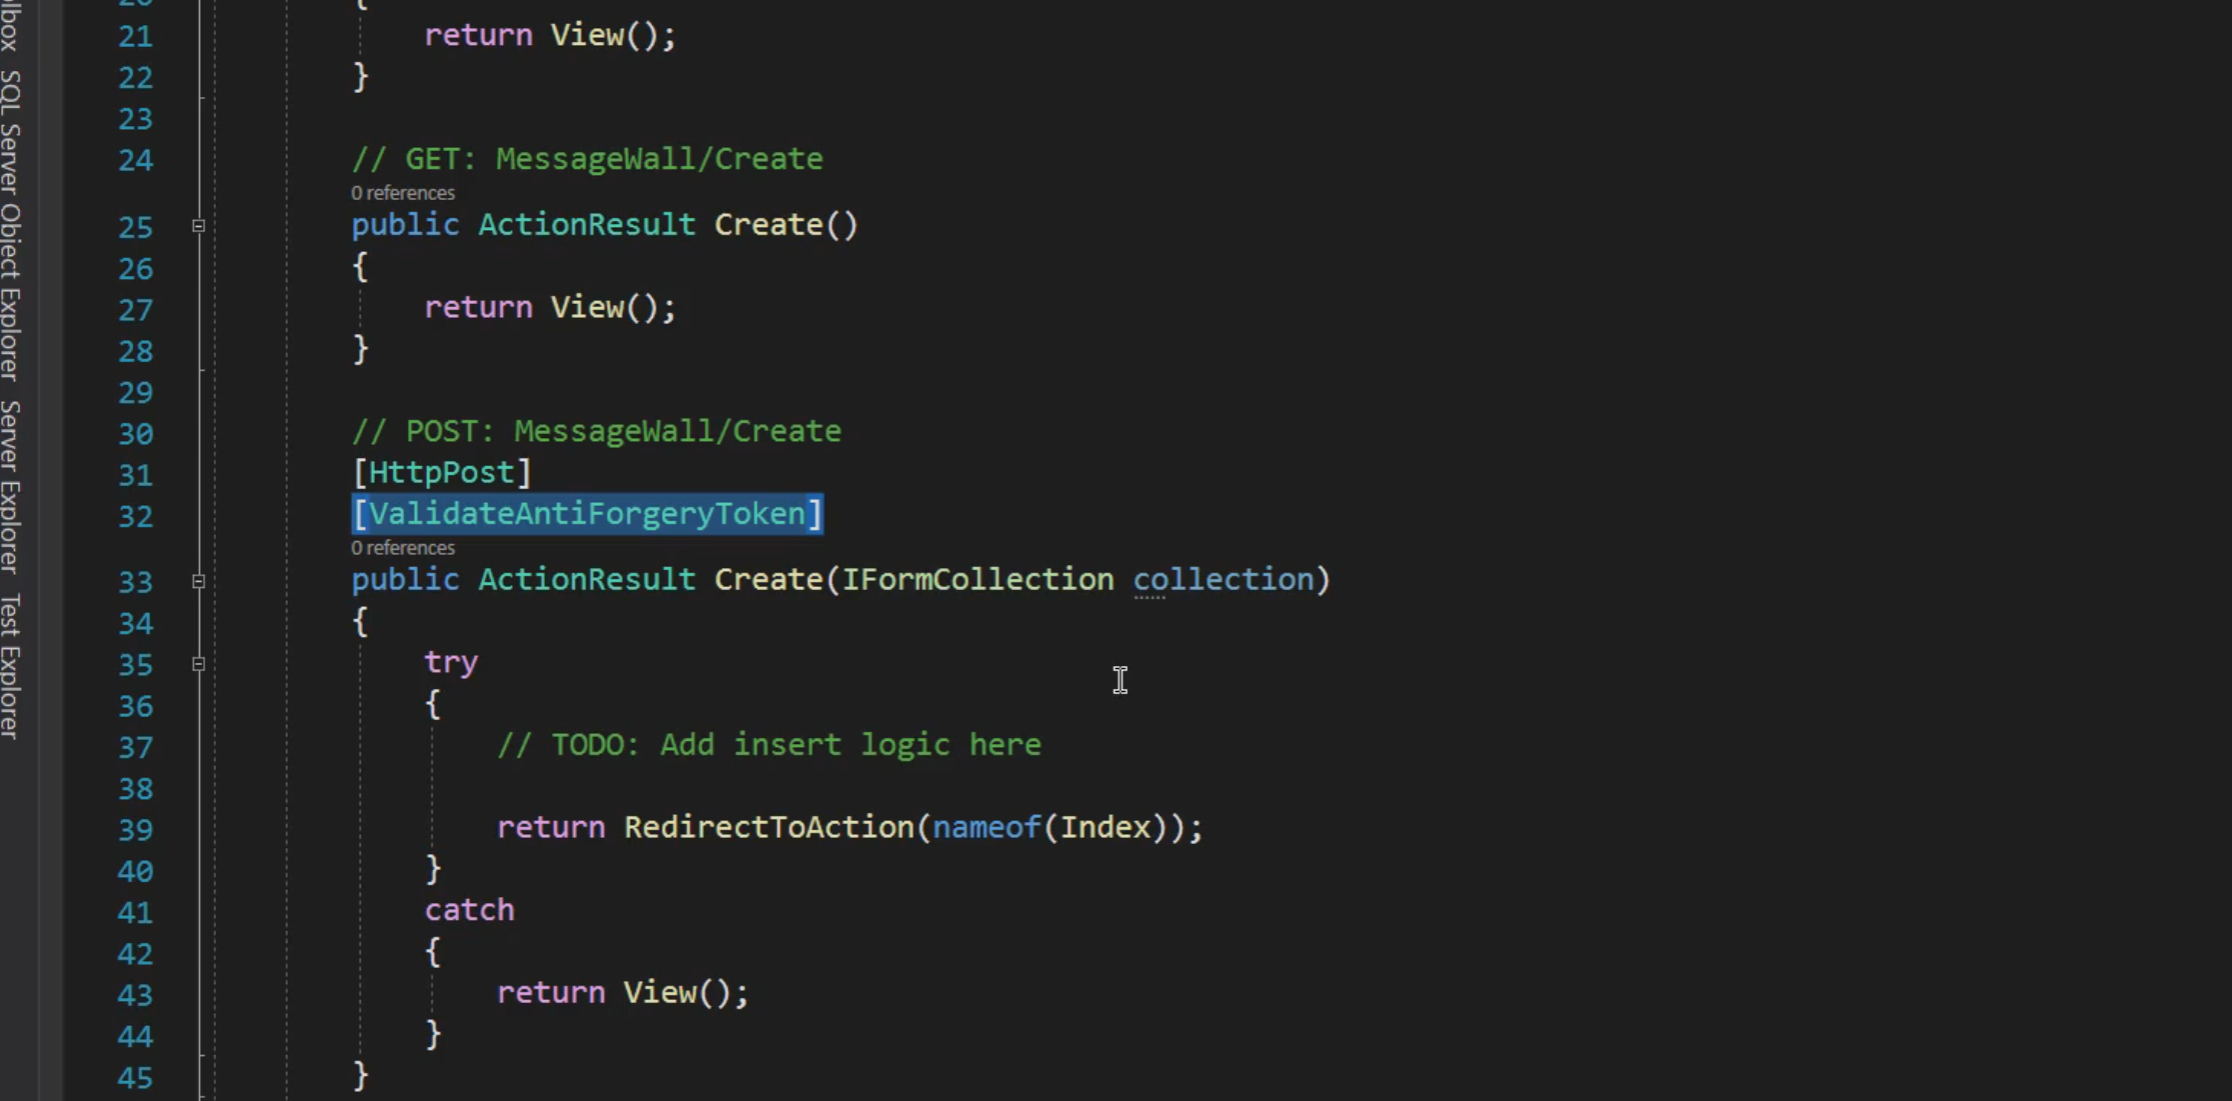 lbox
SQL Server Object Explorer
Server Explorer
Test Explorer
20 {
21 return View();
22 }
23
24 // GET: MessageWall/Create
0 references
25 public ActionResult Create()
26 {
27 return View();
28 }
29
30 // POST: MessageWall/Create
31 [HttpPost]
32 [ValidateAntiForgeryToken]
0 references
33 public ActionResult Create(IFormCollection collection)
34 {
35 try
36 {
37 // TODO: Add insert logic here
38
39 return RedirectToAction(nameof(Index));
40 }
41 catch
42 {
43 return View();
44 }
45 }